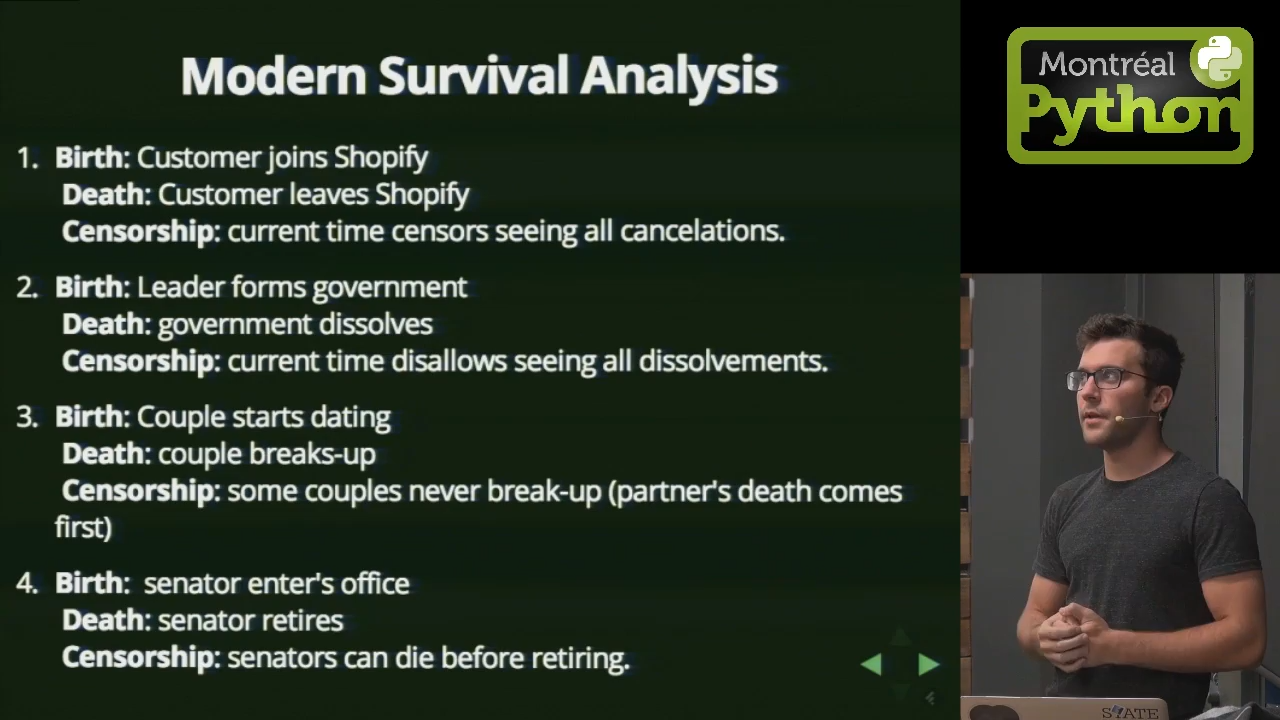 Modern Survival Analysis
1. Birth: Customer joins Shopify
Death: Customer leaves Shopify
Censorship: current time censors seeing all cancelations.
2. Birth: Leader forms government
Death: government dissolves
Censorship: current time disallows seeing all dissolvements.
3. Birth: Couple starts dating
Death: couple breaks-up
Censorship: some couples never break-up (partner's death comes
first)
4. Birth: senator enter's office
Death: senator retires
Censorship: senators can die before retiring.
Montréal
Python